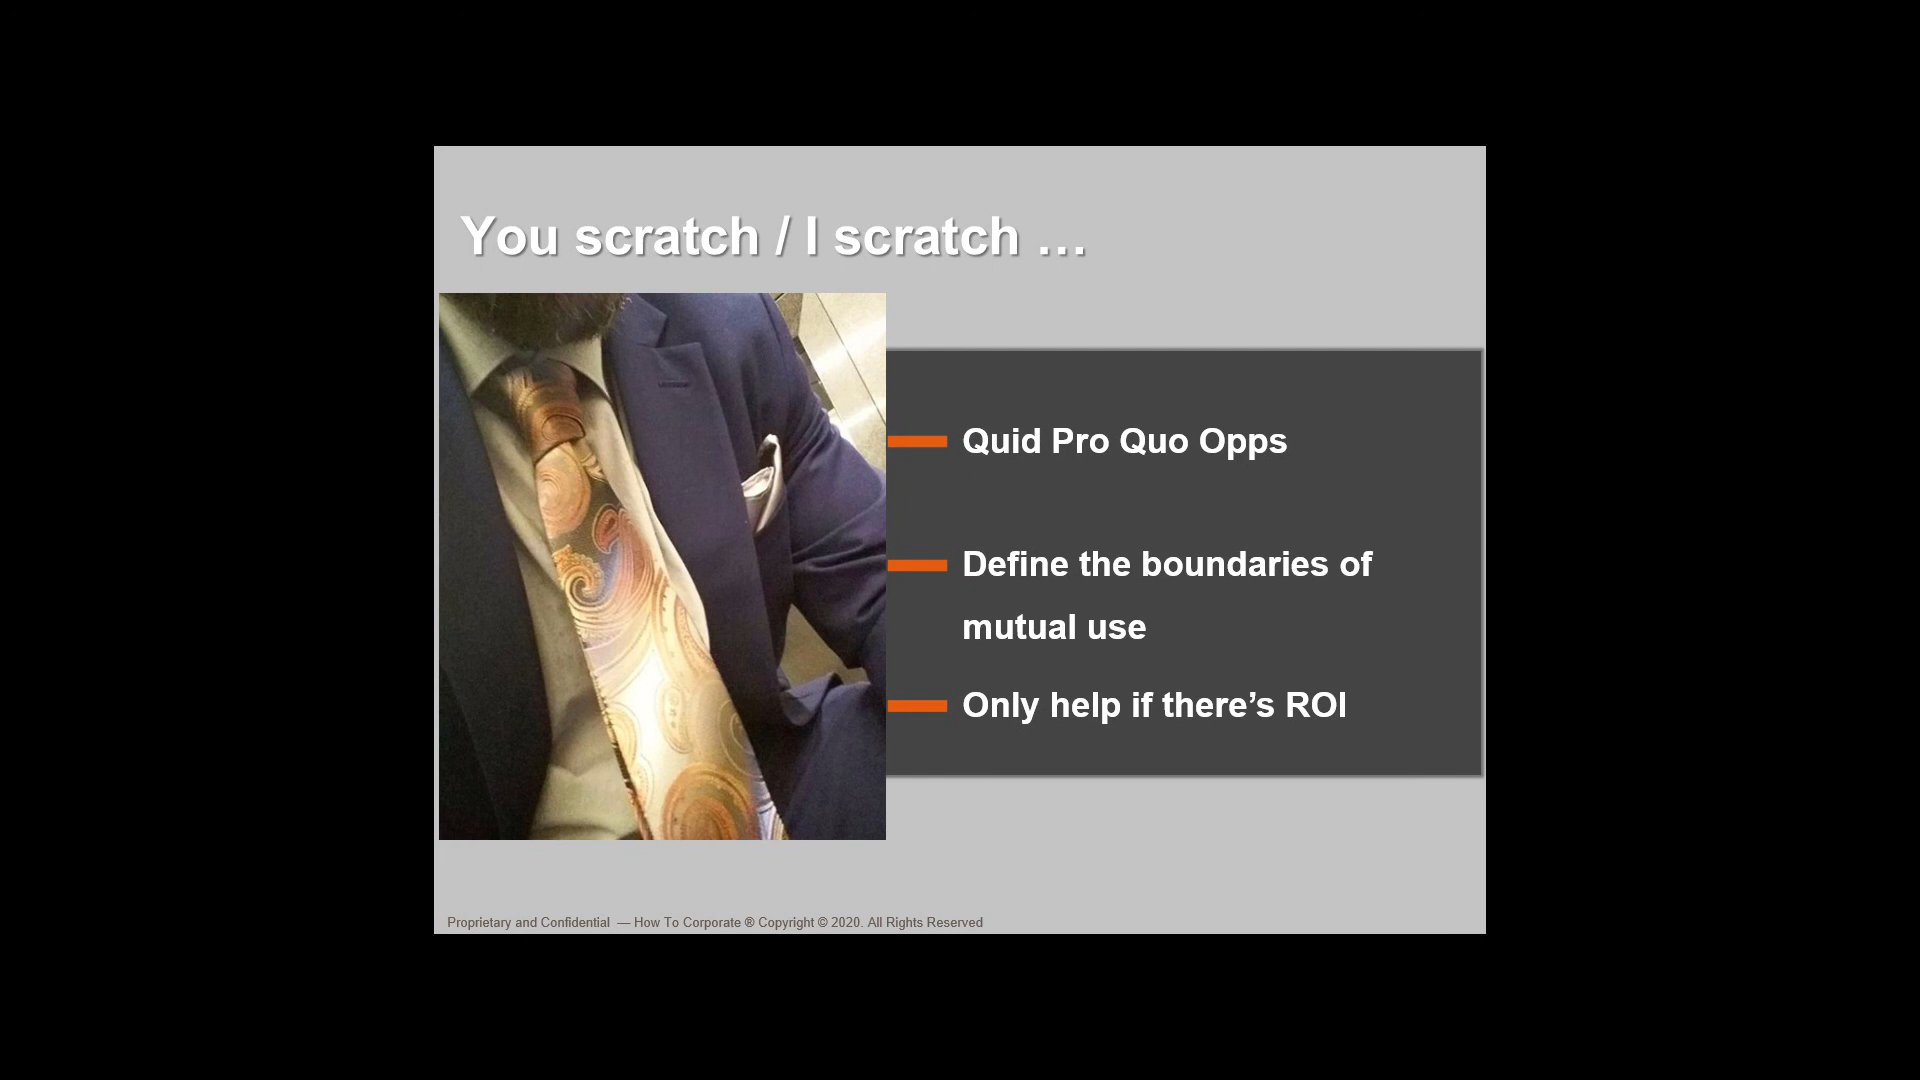 You scratch / I scratch …
Quid Pro Quo Opps
Define the boundaries of
mutual use
Only help if there’s ROI
Proprietary and Confidential — How To Corporate ® Copyright © 2020. All Rights Reserved